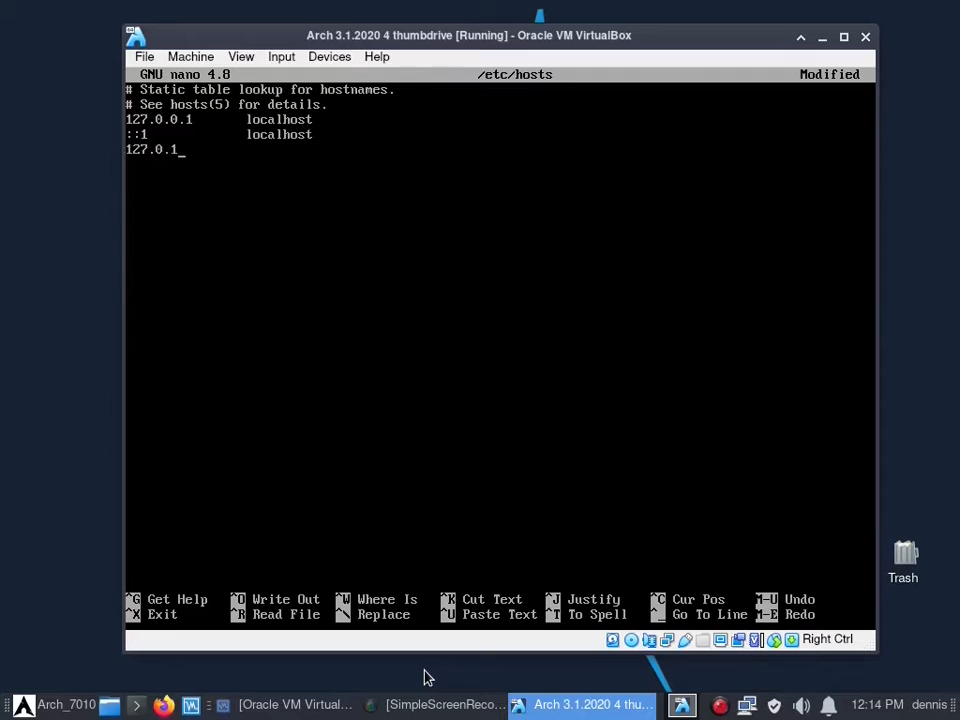 Arch 3.1.2020 4 thumbdrive [Running] - Oracle VM VirtualBox
File Machine View Input Devices Help
GNU nano 4.8 /etc/hosts Modified
# Static table lookup for hostnames.
# See hosts(5) for details.
127.0.0.1 localhost
::1 localhost
127.0.1_
Trash
^G Get Help ^O Write Out ^W Where Is ^K Cut Text ^J Justify ^C Cur Pos M-U Undo
^X Exit ^R Read File ^\ Replace ^U Paste Text ^T To Spell ^_ Go To Line M-E Redo
Right Ctrl
Arch_7010 [Oracle VM Virtual... [SimpleScreenReco... Arch 3.1.2020 4 thu... 12:14 PM dennis